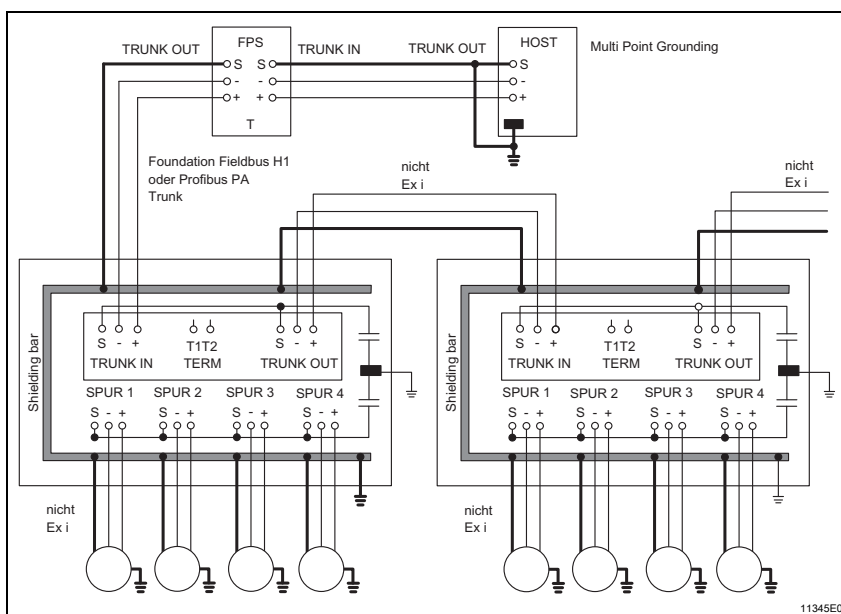 FPS
HOST
TRUNK OUT
TRUNK IN
TRUNK OUT
Multi Point Grounding
S S S
- - -
+ + +
T
Foundation Fieldbus H1
oder Profibus PA
Trunk
nicht
Ex i
nicht
Ex i
Shielding bar
S - +
T1T2
S - +
TRUNK IN
TERM
TRUNK OUT
SPUR 1
SPUR 2
SPUR 3
SPUR 4
S - +
S - +
S - +
S - +
nicht
Ex i
Shielding bar
S - +
T1T2
S - +
TRUNK IN
TERM
TRUNK OUT
SPUR 1
SPUR 2
SPUR 3
SPUR 4
S - +
S - +
S - +
S - +
nicht
Ex i
11345E0